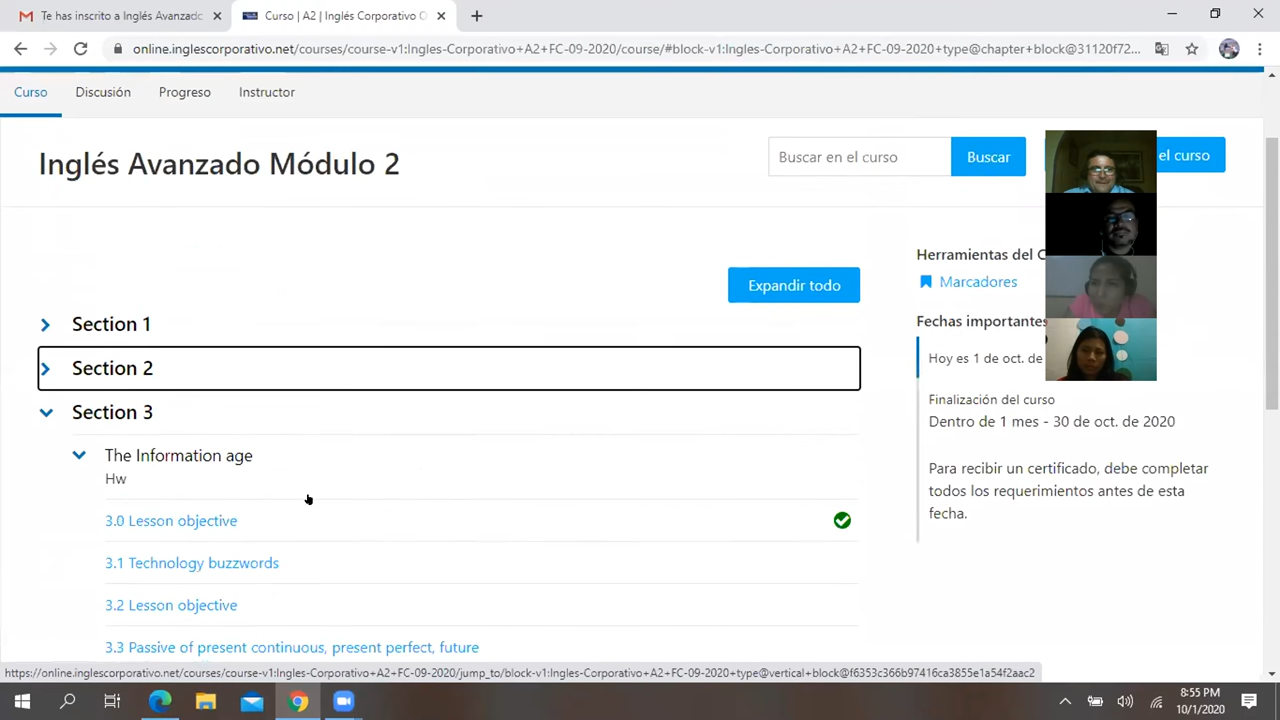 Te has inscrito a Inglés Avanzado
Curso | A2 | Inglés Corporativo O
online.inglescorporativo.net/courses/course-v1:Ingles-Corporativo+A2+FC-09-2020/course/#block-v1:Ingles-Corporativo+A2+FC-09-2020+type@chapter+block@31120f72...
Curso Discusión Progreso Instructor
Inglés Avanzado Módulo 2
Buscar en el curso Buscar el curso
Herramientas del C
Expandir todo
Marcadores
Section 1
Fechas importantes
Hoy es 1 de oct. de
Section 2
Finalización del curso
Dentro de 1 mes - 30 de oct. de 2020
Section 3
The Information age
Hw
Para recibir un certificado, debe completar
todos los requerimientos antes de esta
fecha.
3.0 Lesson objective
3.1 Technology buzzwords
3.2 Lesson objective
3.3 Passive of present continuous, present perfect, future
https://online.inglescorporativo.net/courses/course-v1:Ingles-Corporativo+A2+FC-09-2020/jump_to/block-v1:Ingles-Corporativo+A2+FC-09-2020+type@vertical+block@f6353c366b97416ca3855e1a54f2aac2
8:55 PM
10/1/2020